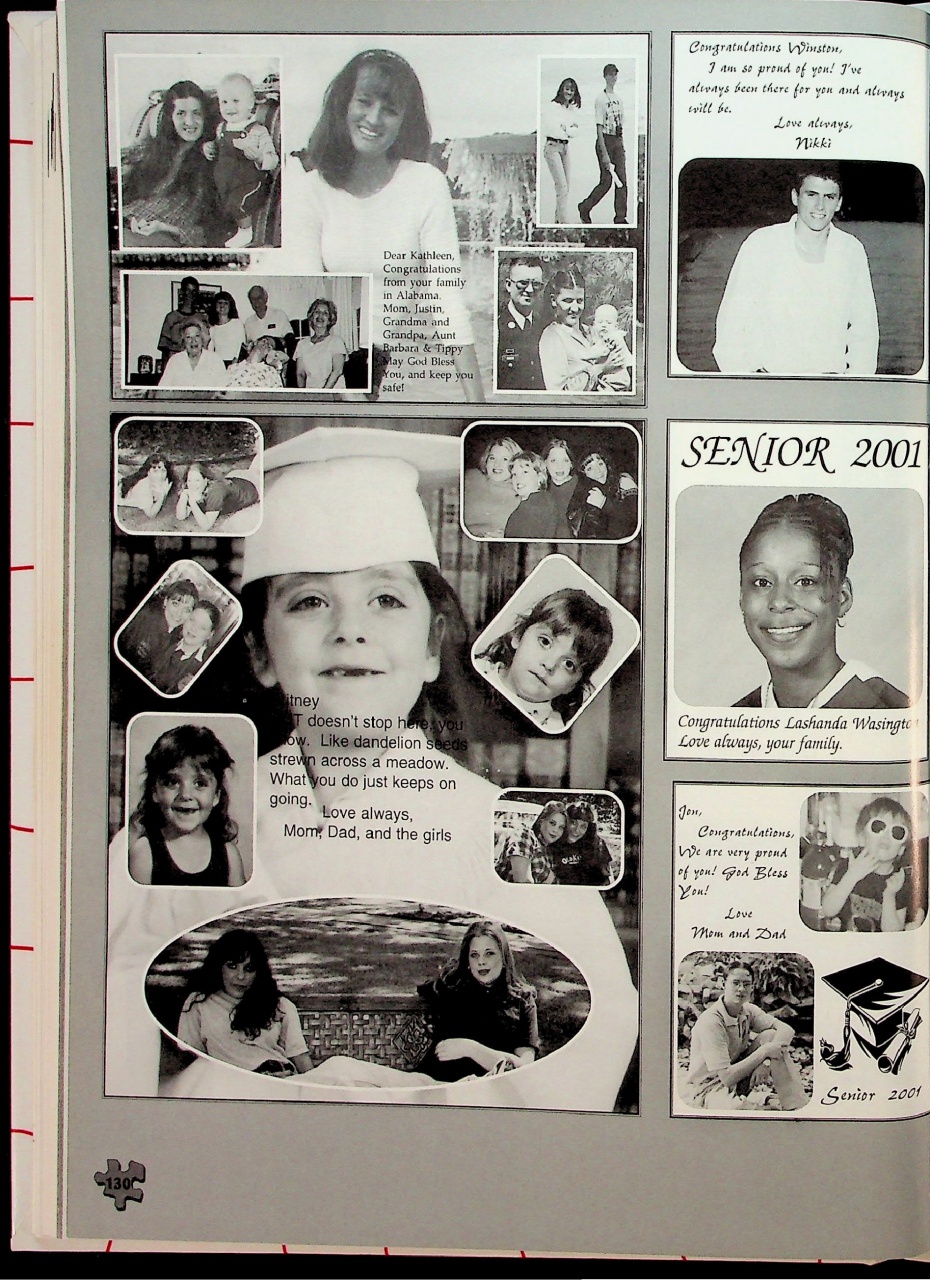 Dear Kathleen,
Congratulations
from your family
in Alabama.
Mom, Justin,
Grandma and
Grandpa, Aunt
Barbara & Tippy
May God Bless
You, and keep you
safe!
Congratulations Winston,
I am so proud of you! I've
always been there for you and always
will be.
Love always,
Nikki
itney
T doesn't stop here, you
ow. Like dandelion seeds
strewn across a meadow.
What you do just keeps on
going.
Love always,
Mom, Dad, and the girls
SENIOR 2001
Congratulations Lashanda Wasingto
Love always, your family.
Jon,
Congratulations,
We are very proud
of you! God Bless
You!
Love
Mom and Dad
Senior 2001
130